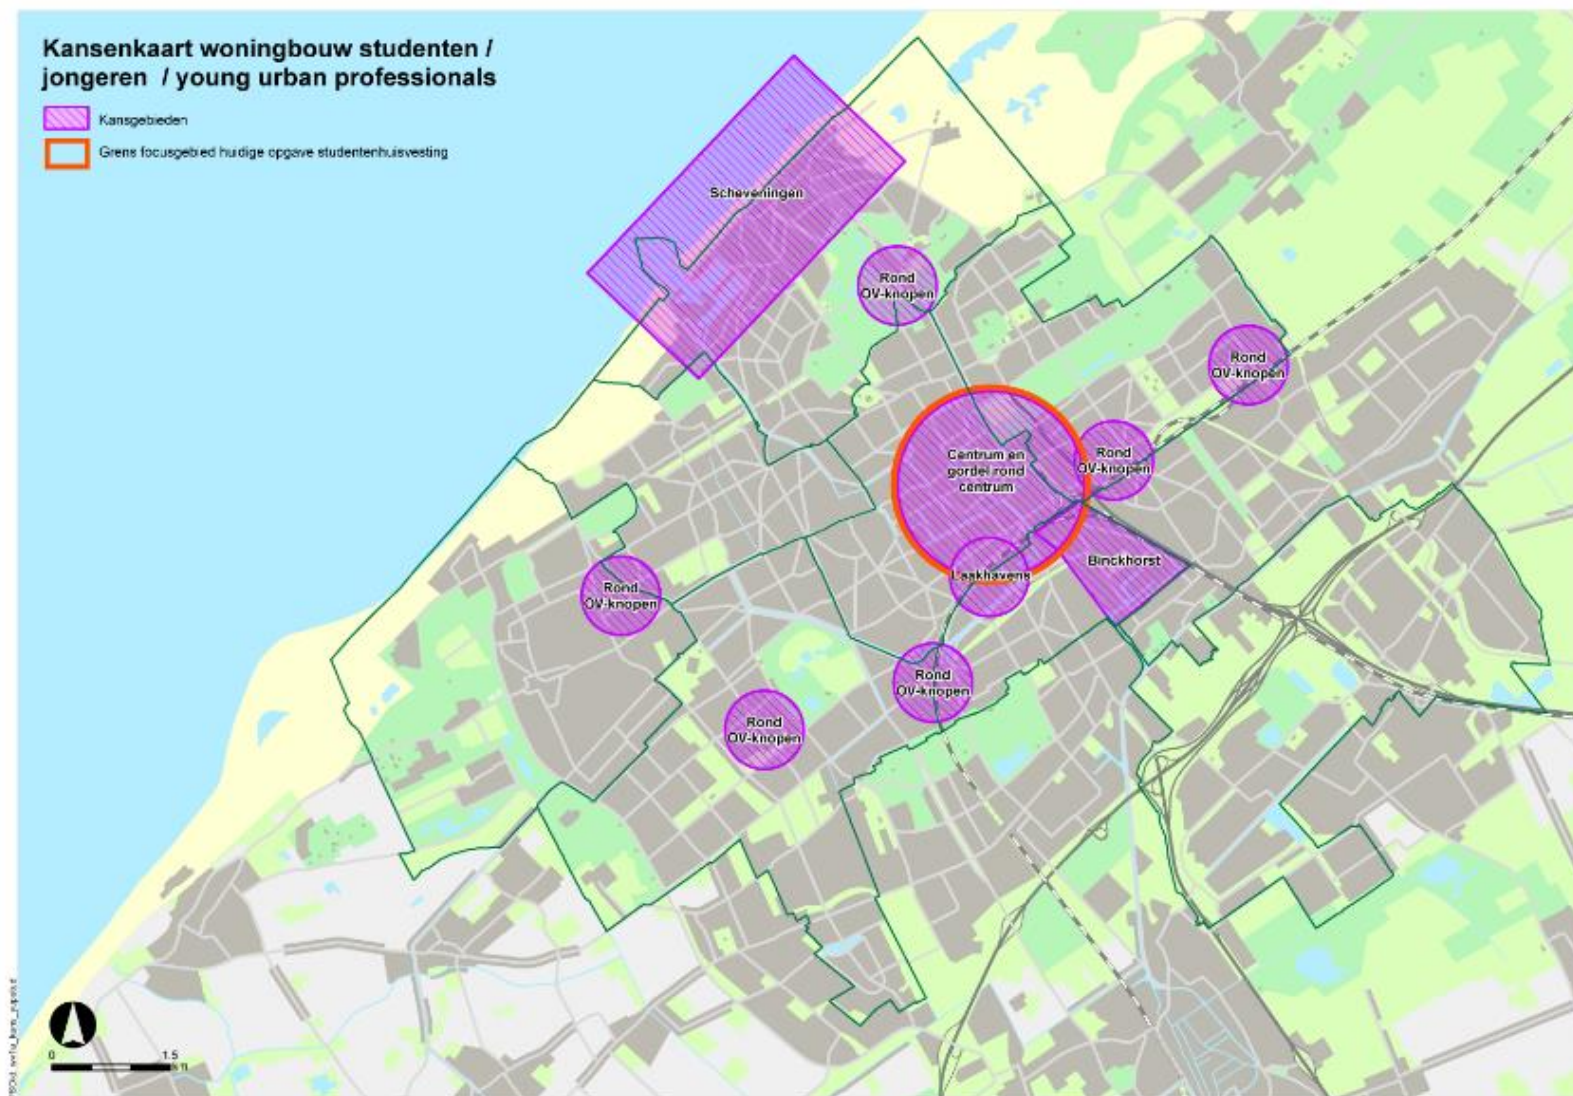 Kansenkaart woningbouw studenten /
jongeren / young urban professionals
Kansgebieden
Grens focusgebied huidige opgave studentenhuisvesting
Scheveningen
Rond
OV-knopen
Rond
OV-knopen
Centrum en
gordel rond
centrum
Rond
OV-knopen
Binckhorst
Laakhavens
Rond
OV-knopen
Rond
OV-knopen
Rond
OV-knopen
0 1.5